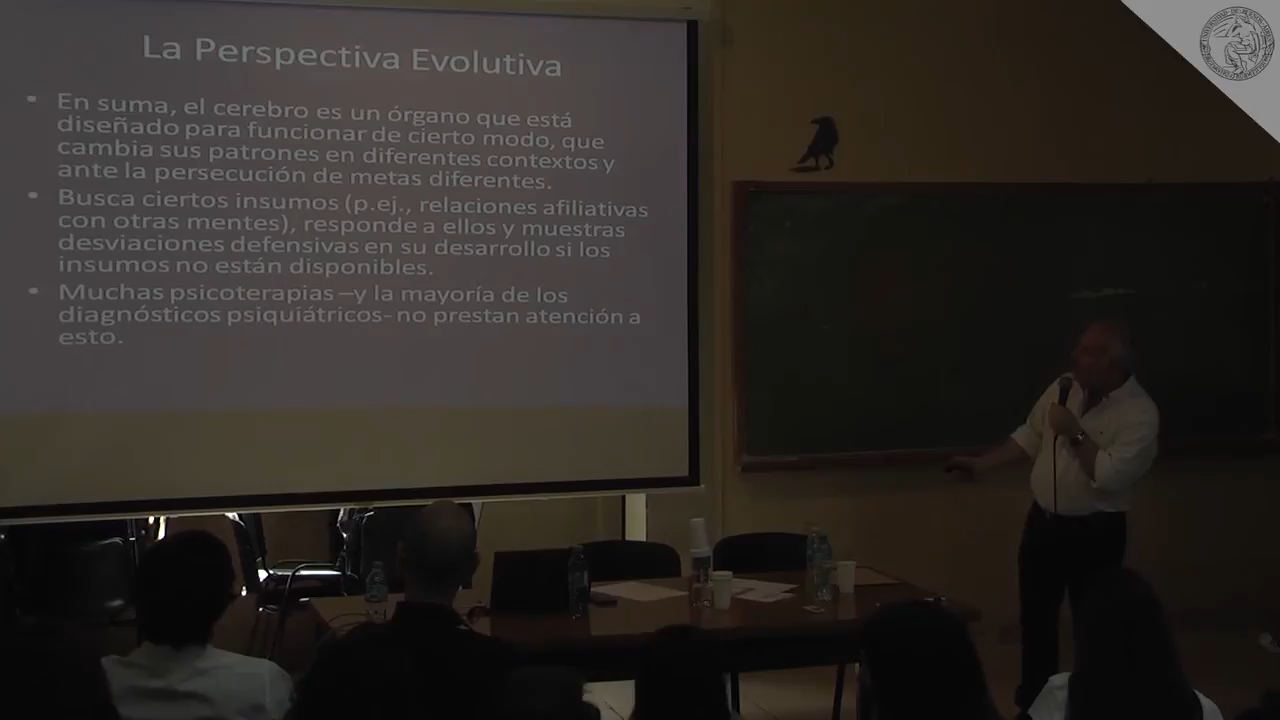 La Perspectiva Evolutiva
• En suma, el cerebro es un órgano que está
diseñado para funcionar de cierto modo, que
cambia sus patrones en diferentes contextos y
ante la persecución de metas diferentes.
• Busca ciertos insumos (p.ej., relaciones afiliativas
con otras mentes), responde a ellos y muestras
desviaciones defensivas en su desarrollo si los
insumos no están disponibles.
• Muchas psicoterapias –y la mayoría de los
diagnósticos psiquiátricos- no prestan atención a
esto.